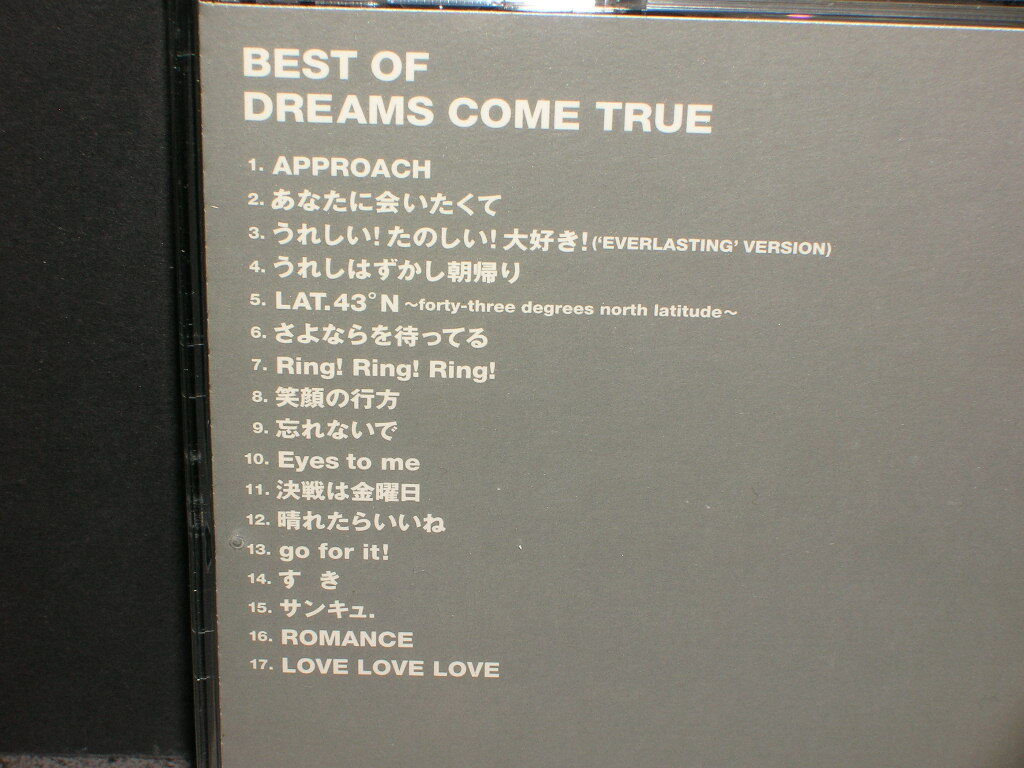 BEST OF
DREAMS COME TRUE
1. APPROACH
2. あなたに会いたくて
3. うれしい!たのしい!大好き!('EVERLASTING' VERSION)
4. うれしはずかし朝帰り
5. LAT.43°N ~forty-three degrees north latitude~
6. さよならを待ってる
7. Ring! Ring! Ring!
8. 笑顔の行方
9. 忘れないで
10. Eyes to me
11. 決戦は金曜日
12. 晴れたらいいね
13. go for it!
14. す き
15. サンキュ.
16. ROMANCE
17. LOVE LOVE LOVE